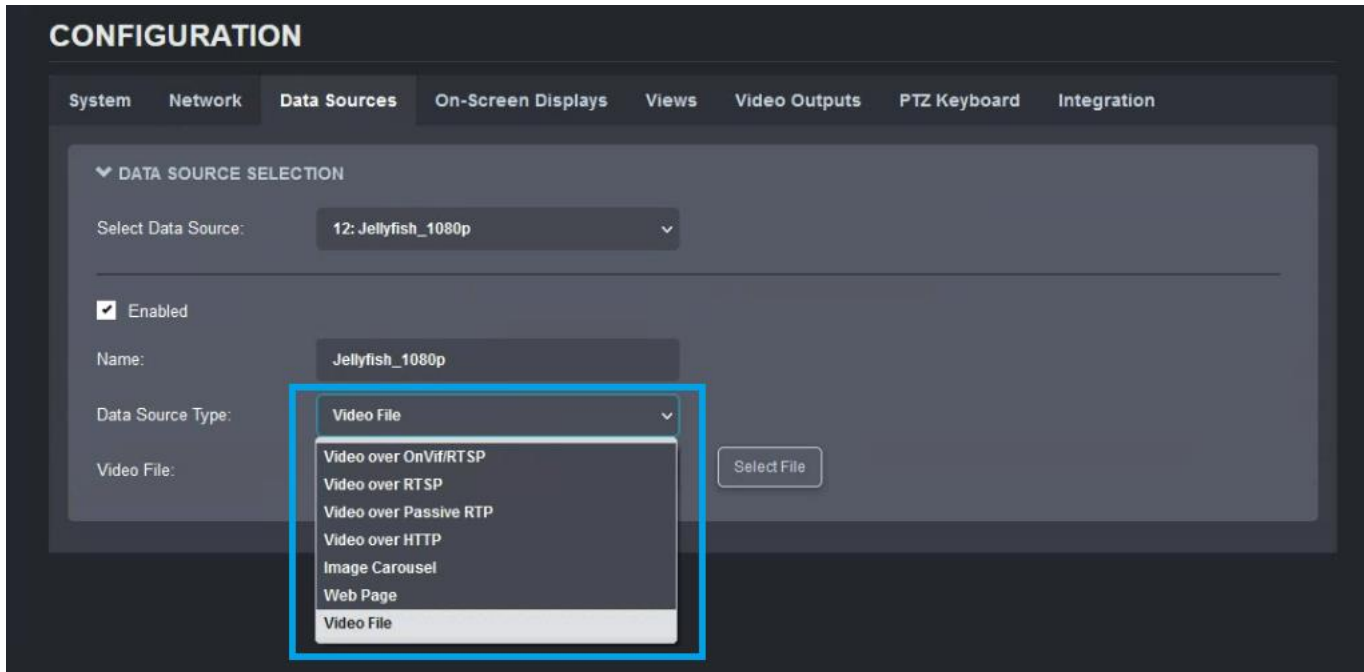 CONFIGURATION
System Network Data Sources On-Screen Displays Views Video Outputs PTZ Keyboard Integration
DATA SOURCE SELECTION
Select Data Source: 12: Jellyfish_1080p
Enabled
Name: Jellyfish_1080p
Data Source Type: Video File
Video over OnVif/RTSP
Video File: Select File
Video over RTSP
Video over Passive RTP
Video over HTTP
Image Carousel
Web Page
Video File